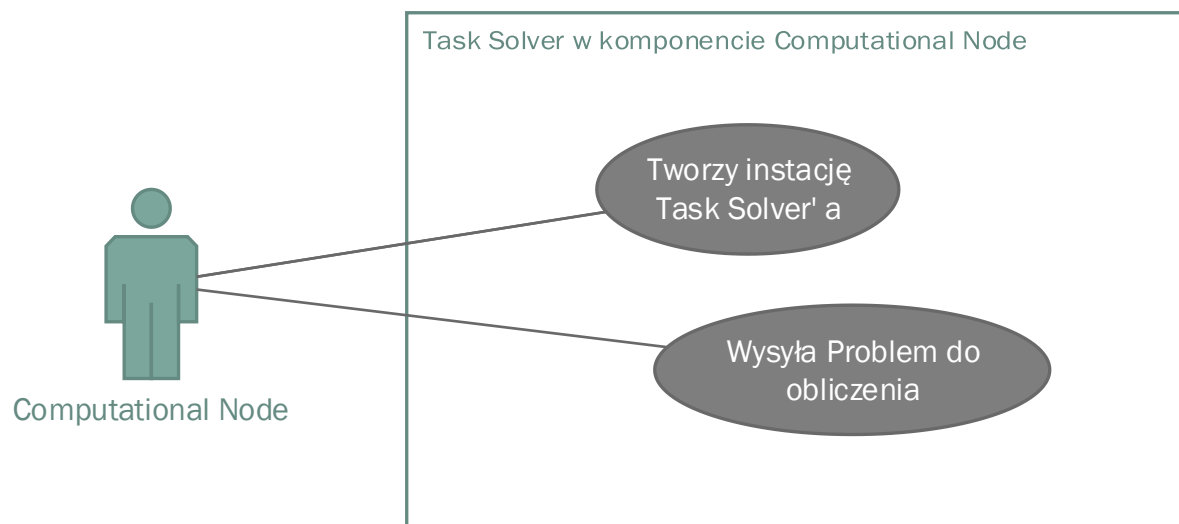 Task Solver w komponencie Computational Node
Tworzy instację
Task Solver' a
Wysyła Problem do
obliczenia
Computational Node